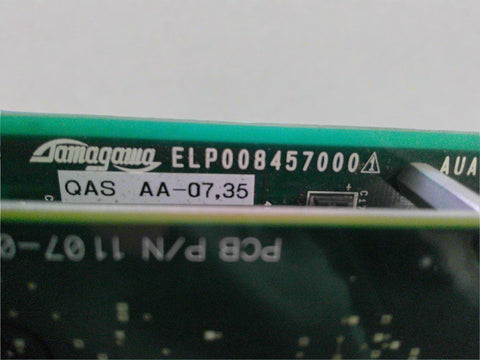 Tamagawa ELP008457000 AUA
QAS AA-07,35
PCB P/N 1107-0